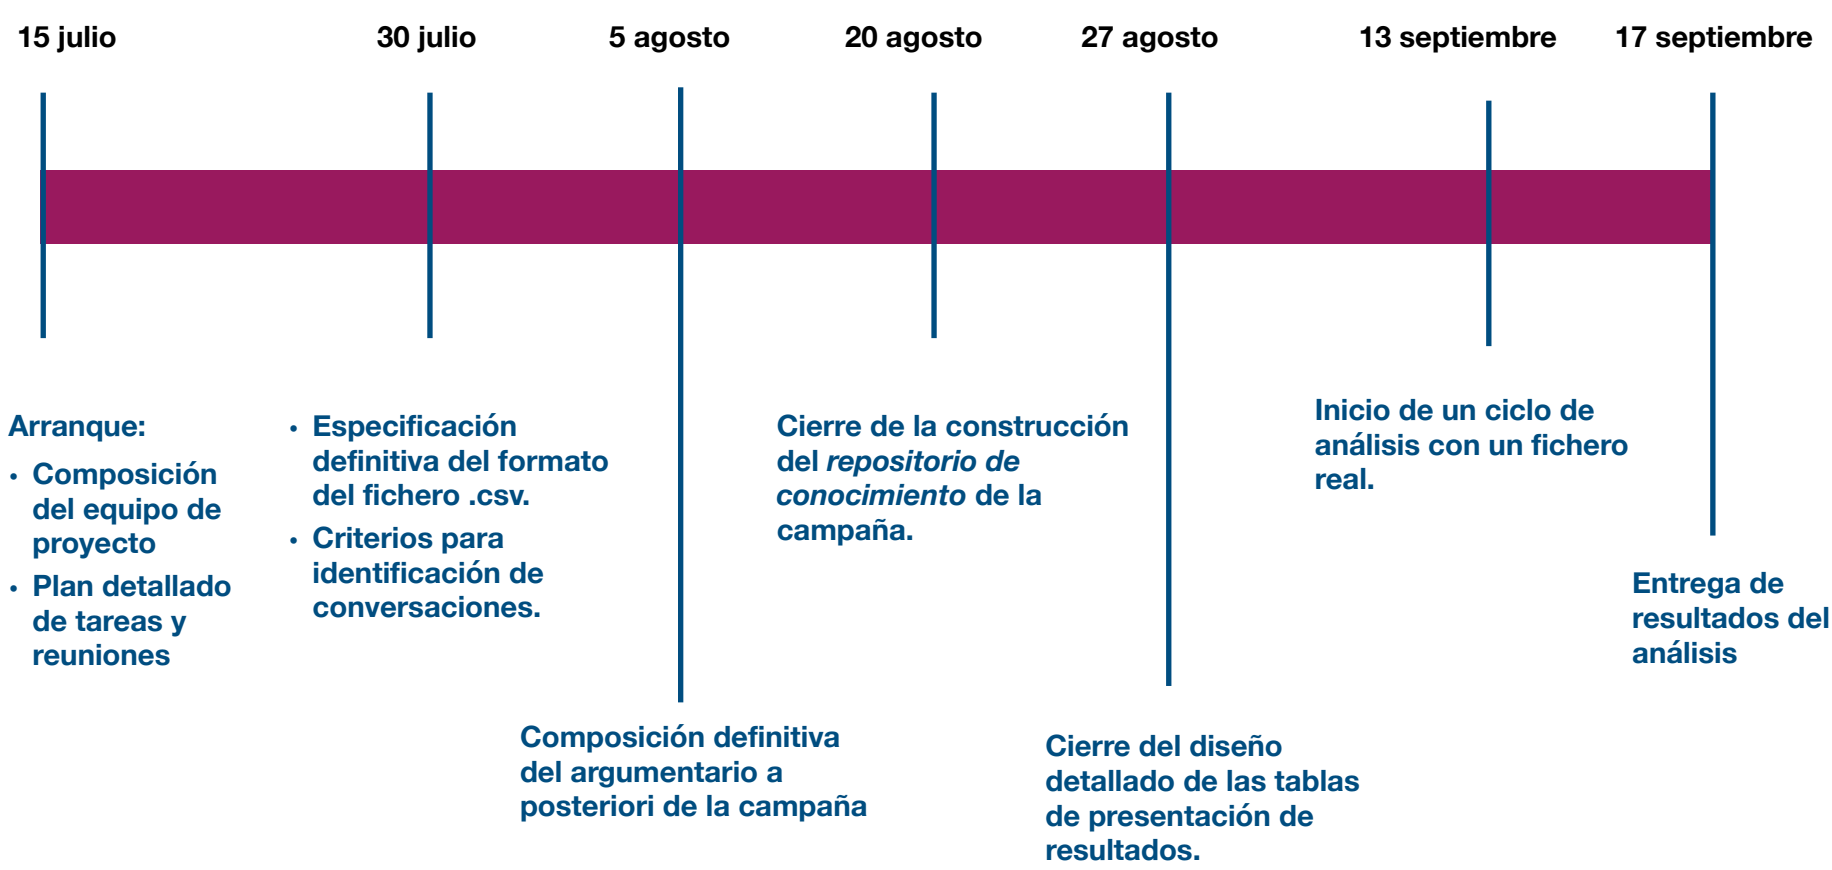 15 julio
30 julio
5 agosto
20 agosto
27 agosto
13 septiembre
17 septiembre
Arranque:
• Composición
del equipo de
proyecto
• Plan detallado
de tareas y
reuniones
• Especificación
definitiva del formato
del fichero .csv.
• Criterios para
identificación de
conversaciones.
Composición definitiva
del argumentario a
posteriori de la campaña
Cierre de la construcción
del repositorio de
conocimiento de la
campaña.
Cierre del diseño
detallado de las tablas
de presentación de
resultados.
Inicio de un ciclo de
análisis con un fichero
real.
Entrega de
resultados del
análisis